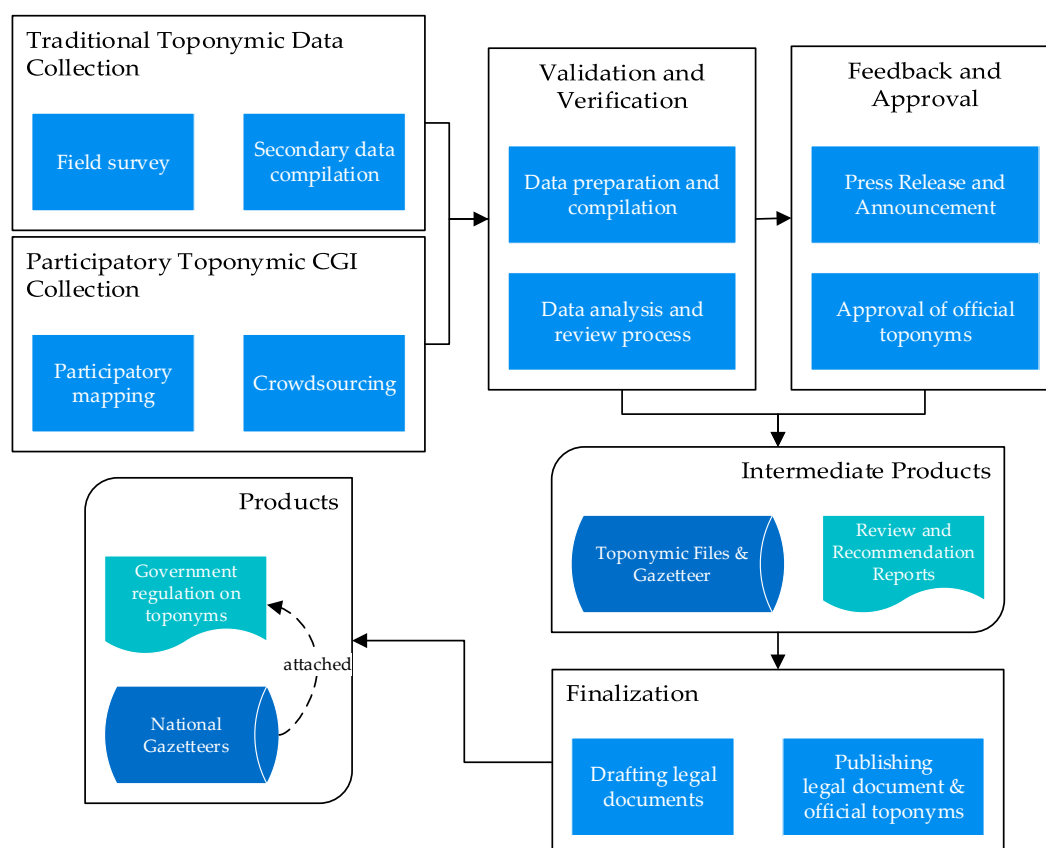 Traditional Toponymic Data
Collection
Field survey
Secondary data
compilation
Participatory Toponymic CGI
Collection
Participatory
mapping
Crowdsourcing
Validation and
Verification
Data preparation and
compilation
Data analysis and
review process
Feedback and
Approval
Press Release and
Announcement
Approval of official
toponyms
Intermediate Products
Toponymic Files &
Gazetteer
Review and
Recommendation
Reports
Products
Government
regulation on
toponyms
attached
National
Gazetteers
Finalization
Drafting legal
documents
Publishing
legal document &
official toponyms